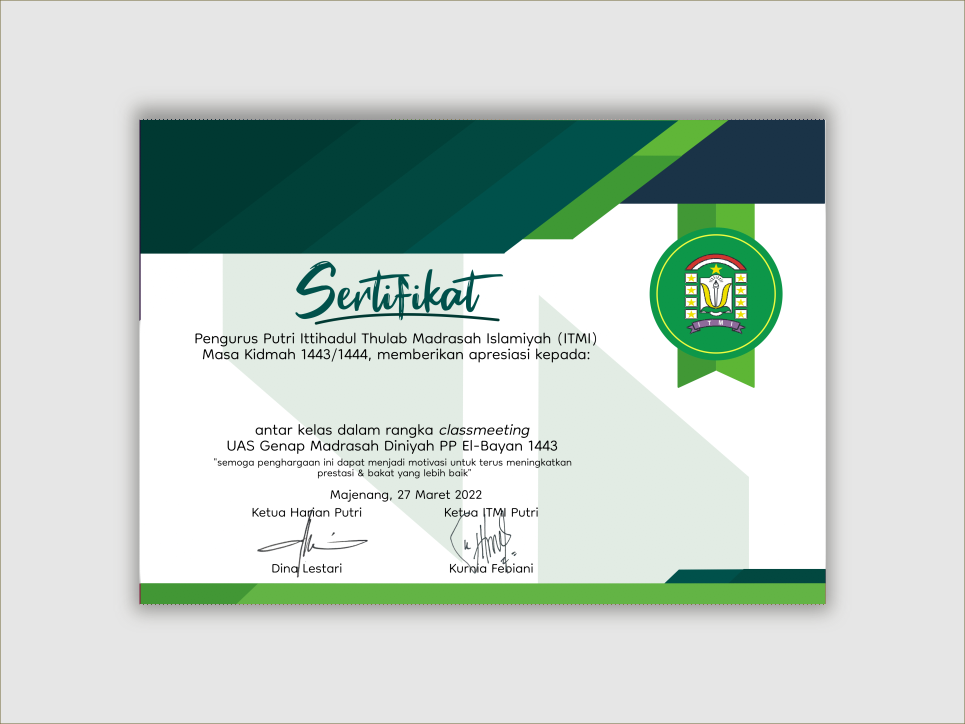 Sertifikat
Pengurus Putri Ittihadul Thulab Madrasah Islamiyah (ITMI)
Masa Kidmah 1443/1444, memberikan apresiasi kepada:
ITMI
antar kelas dalam rangka classmeeting
UAS Genap Madrasah Diniyah PP El-Bayan 1443
"semoga penghargaan ini dapat menjadi motivasi untuk terus meningkatkan
prestasi & bakat yang lebih baik"
Majenang, 27 Maret 2022
Ketua Harian Putri Ketua ITMI Putri
Dina Lestari Kurnia Febiani